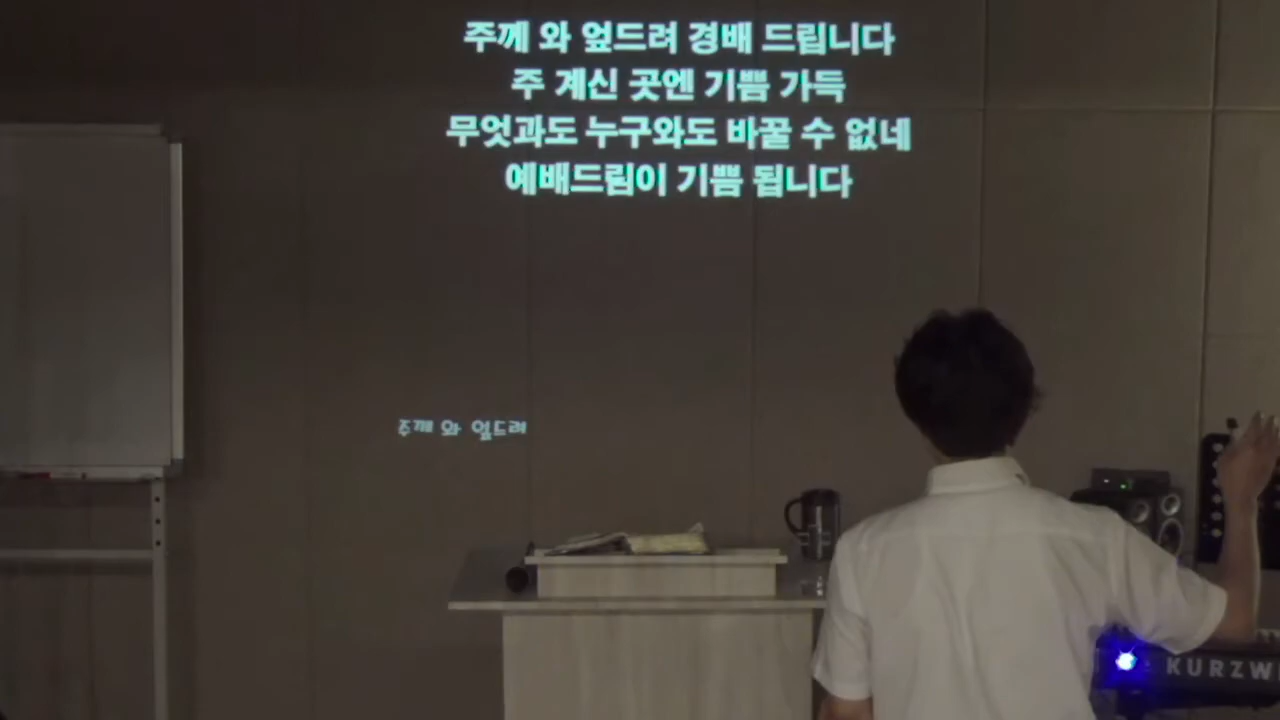 주께 와 엎드려 경배 드립니다
주 계신 곳엔 기쁨 가득
무엇과도 누구와도 바꿀 수 없네
예배드림이 기쁨 됩니다
주께 와 엎드려
KURZW